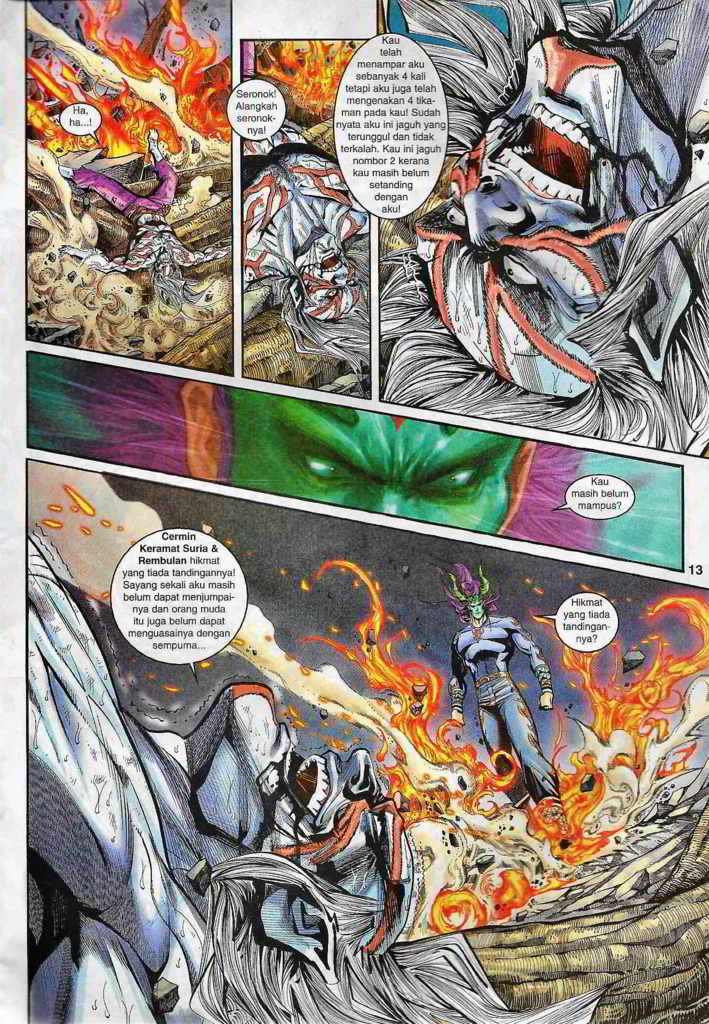 Ha,
ha...!
Seronok!
Alangkah
seronok-
nya!
Kau
telah
menampar aku
sebanyak 4 kali
tetapi aku juga telah
mengenakan 4 tika-
man pada kau! Sudah
nyata aku ini jaguh yang
terunggul dan tidak
terkalah. Kau ini jaguh
nombor 2 kerana
kau masih belum
setanding
dengan
aku!
Kau
masih belum
mampus?
13
Cermin
Keramat Suria &
Rembulan hikmat
yang tiada tandingannya!
Sayang sekali aku masih
belum dapat menjumpai-
nya dan orang muda
itu juga belum dapat
menguasainya dengan
sempurna...
Hikmat
yang tiada
tandingan-
nya?